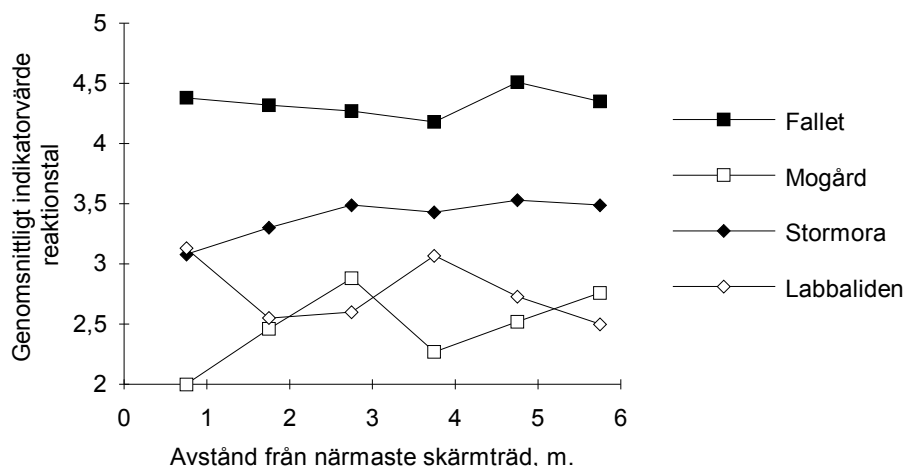 Genomsnittligt indikatorvärde
reaktionstal
5
4,5
4
3,5
3
2,5
2
0 1 2 3 4 5 6
Avstånd från närmaste skärmträd, m.
Fallet
Mogård
Stormora
Labbaliden